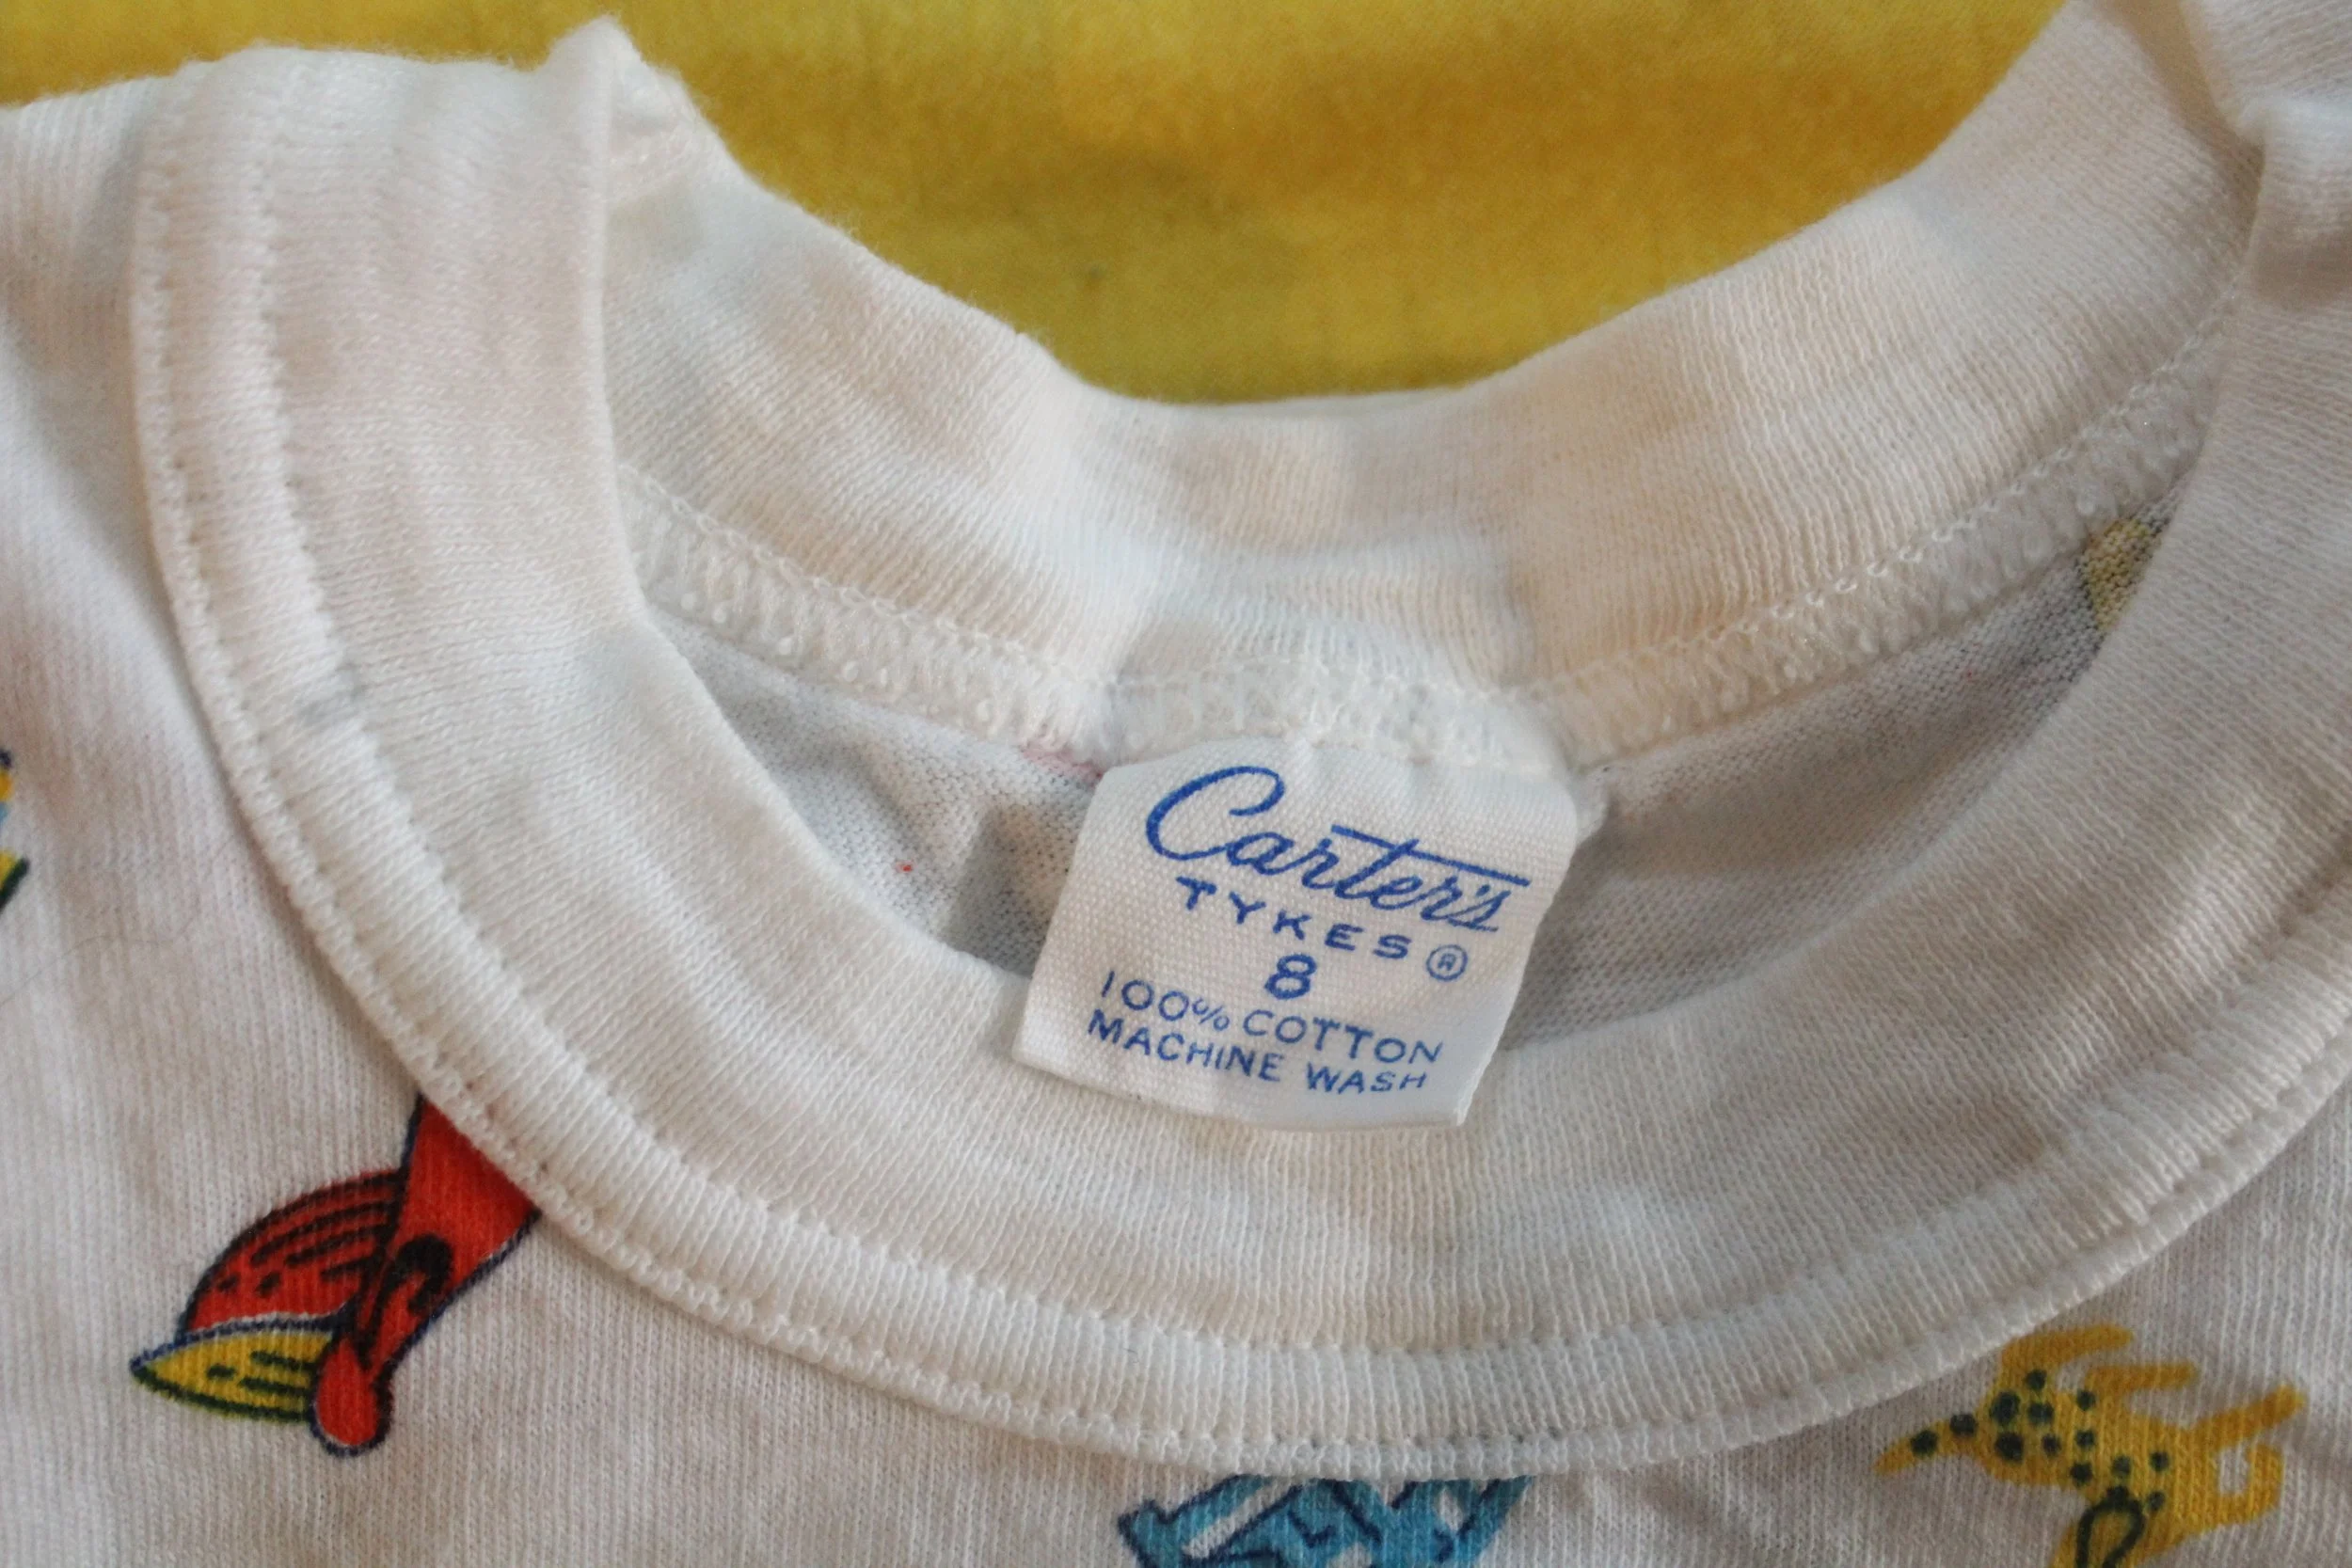 Carter's
TYKES ®
8
100% COTTON
MACHINE WASH